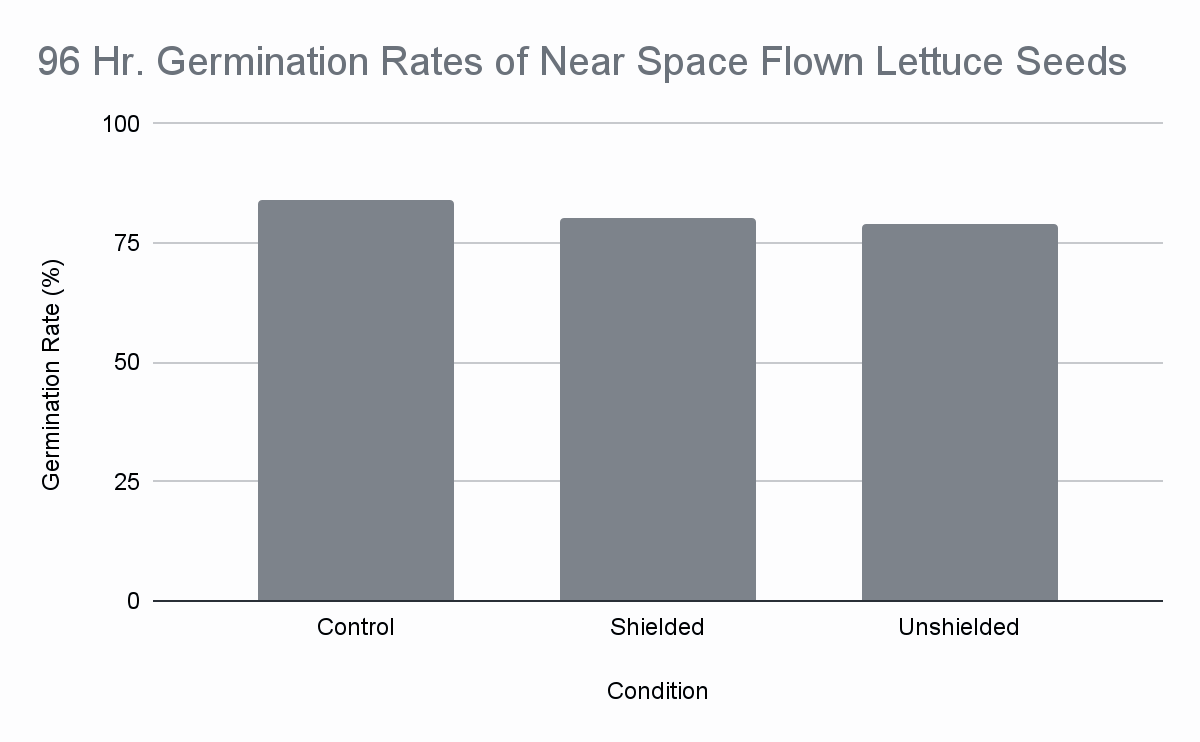 96 Hr. Germination Rates of Near Space Flown Lettuce Seeds
100
75
50
25
0
Germination Rate (%)
Control
Shielded
Unshielded
Condition